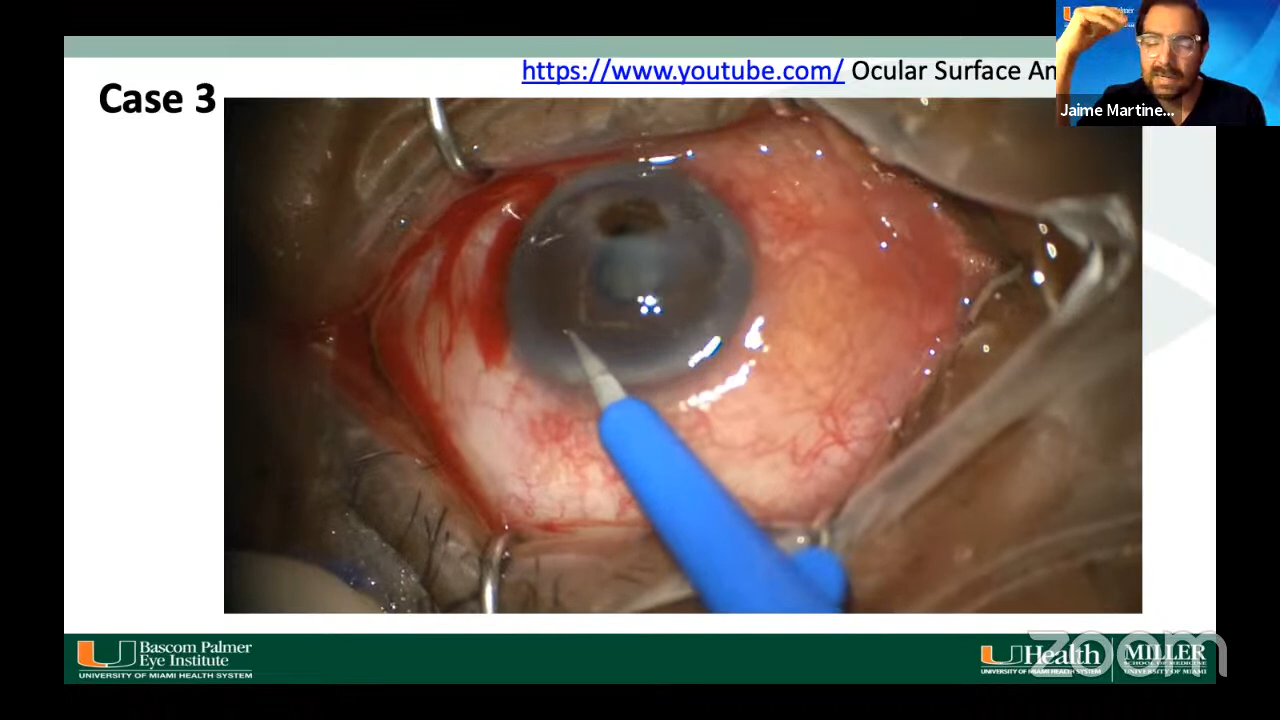 https://www.youtube.com/ Ocular Surface An
Case 3
Jaime Martine...
Bascom Palmer
Eye Institute
UNIVERSITY OF MIAMI HEALTH SYSTEM
UHealth
UNIVERSITY OF MIAMI HEALTH SYSTEM
MILLER
SCHOOL OF MEDICINE
UNIVERSITY OF MIAMI
zoom